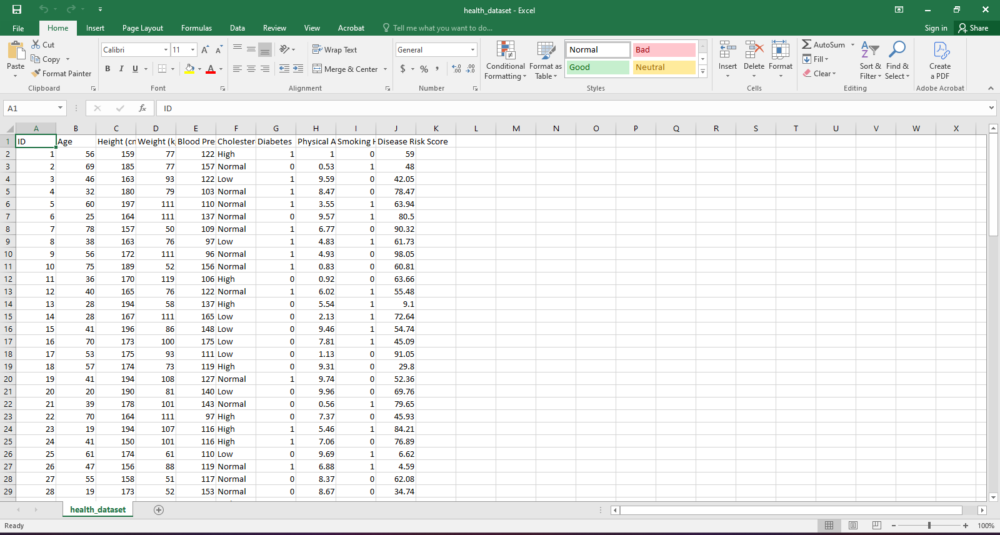 health_dataset - Excel
File Home Insert Page Layout Formulas Data Review View Acrobat Tell me what you want to do... Sign in Share
Paste
Cut
Copy
Format Painter
Clipboard
Calibri 11
B I U
Font
Wrap Text
Merge & Center
Alignment
General
$ % ,
Number
Conditional Formatting
Format as Table
Normal Bad
Good Neutral
Styles
Insert Delete Format
Cells
AutoSum
Fill
Clear
Sort & Filter
Find & Select
Editing
Create a PDF
Adobe Acrobat
A1 fx ID
A B C D E F G H I J K L M N O P Q R S T U V W X
1 ID Age Height (cm Weight (k Blood Pre Cholester Diabetes Physical A Smoking H Disease Risk Score
2 1 56 159 77 122 High 1 1 0 59
3 2 69 185 77 157 Normal 0 0.53 1 48
4 3 46 163 93 122 Low 1 9.59 0 42.05
5 4 32 180 79 103 Normal 1 8.47 0 78.47
6 5 60 197 111 110 Normal 1 3.55 1 63.94
7 6 25 164 111 137 Normal 0 9.57 1 80.5
8 7 78 157 50 109 Normal 1 6.77 0 90.32
9 8 38 163 76 97 Low 1 4.83 1 61.73
10 9 56 172 111 96 Normal 1 4.93 0 98.05
11 10 75 189 52 156 Normal 1 0.83 0 60.81
12 11 36 170 119 106 High 0 0.92 0 63.66
13 12 40 165 76 122 Normal 1 6.02 1 55.48
14 13 28 194 58 137 High 0 5.54 1 9.1
15 14 28 167 111 165 Low 0 2.13 1 72.64
16 15 41 196 86 148 Low 0 9.46 1 54.74
17 16 70 173 100 175 Low 0 7.81 1 45.09
18 17 53 175 93 111 Low 0 1.13 0 91.05
19 18 57 174 73 119 High 0 9.31 0 29.8
20 19 41 194 108 127 Normal 1 9.74 0 52.36
21 20 20 190 81 140 Low 0 9.96 0 69.76
22 21 39 178 101 143 Normal 0 0.56 1 79.65
23 22 70 164 111 97 High 0 7.37 0 45.93
24 23 19 194 107 116 High 1 5.46 1 84.21
25 24 41 150 101 116 High 1 7.06 0 76.89
26 25 61 174 61 110 Low 0 9.69 1 6.62
27 26 47 156 88 119 Normal 1 6.88 1 4.59
28 27 55 158 51 117 Normal 0 8.37 0 62.08
29 28 19 173 52 153 Normal 0 8.67 0 34.74
health_dataset
Ready 100%